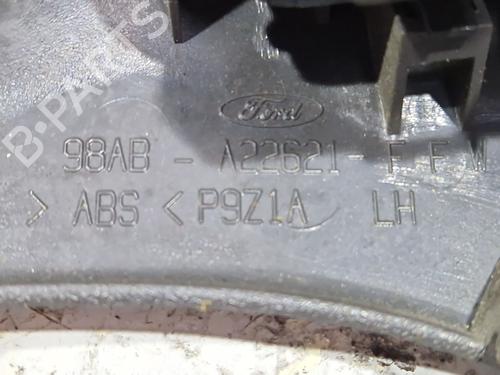 Ford
98AB - A22621- F F W
> ABS < P9Z1A LH
B-PARTS